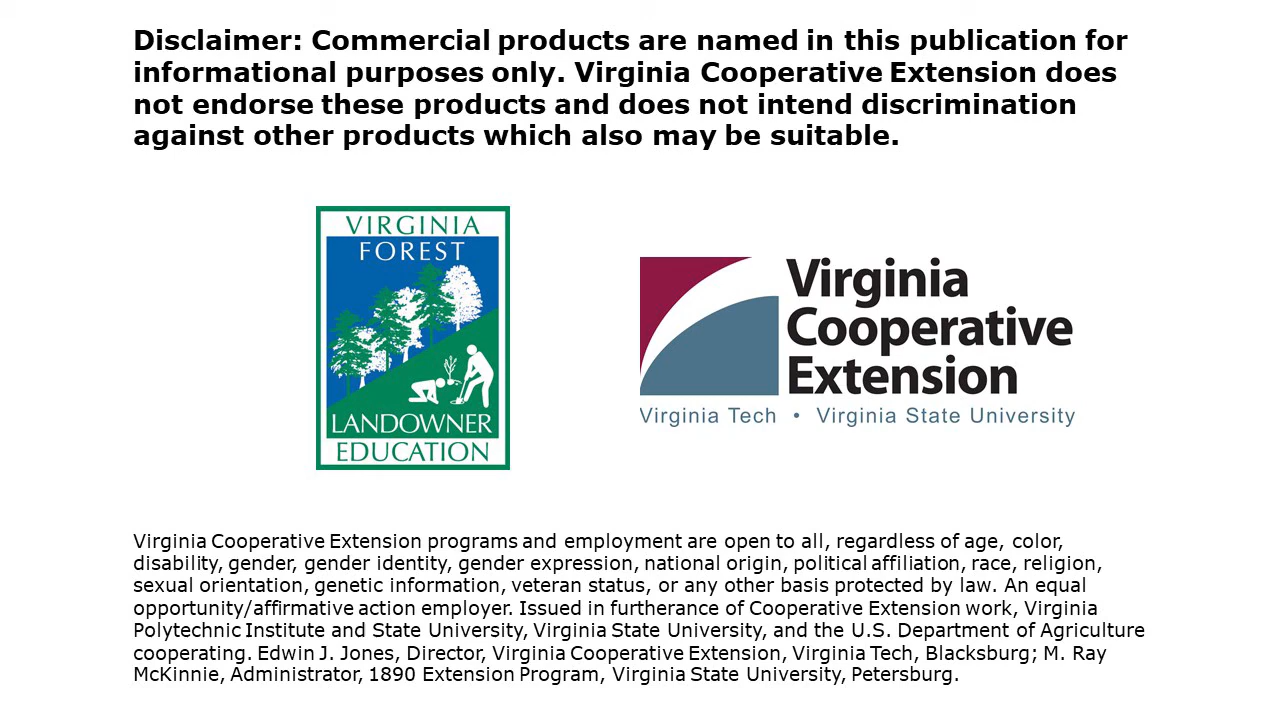 Disclaimer: Commercial products are named in this publication for
informational purposes only. Virginia Cooperative Extension does
not endorse these products and does not intend discrimination
against other products which also may be suitable.
VIRGINIA
FOREST
LANDOWNER
EDUCATION
Virginia
Cooperative
Extension
Virginia Tech • Virginia State University
Virginia Cooperative Extension programs and employment are open to all, regardless of age, color,
disability, gender, gender identity, gender expression, national origin, political affiliation, race, religion,
sexual orientation, genetic information, veteran status, or any other basis protected by law. An equal
opportunity/affirmative action employer. Issued in furtherance of Cooperative Extension work, Virginia
Polytechnic Institute and State University, Virginia State University, and the U.S. Department of Agriculture
cooperating. Edwin J. Jones, Director, Virginia Cooperative Extension, Virginia Tech, Blacksburg; M. Ray
McKinnie, Administrator, 1890 Extension Program, Virginia State University, Petersburg.